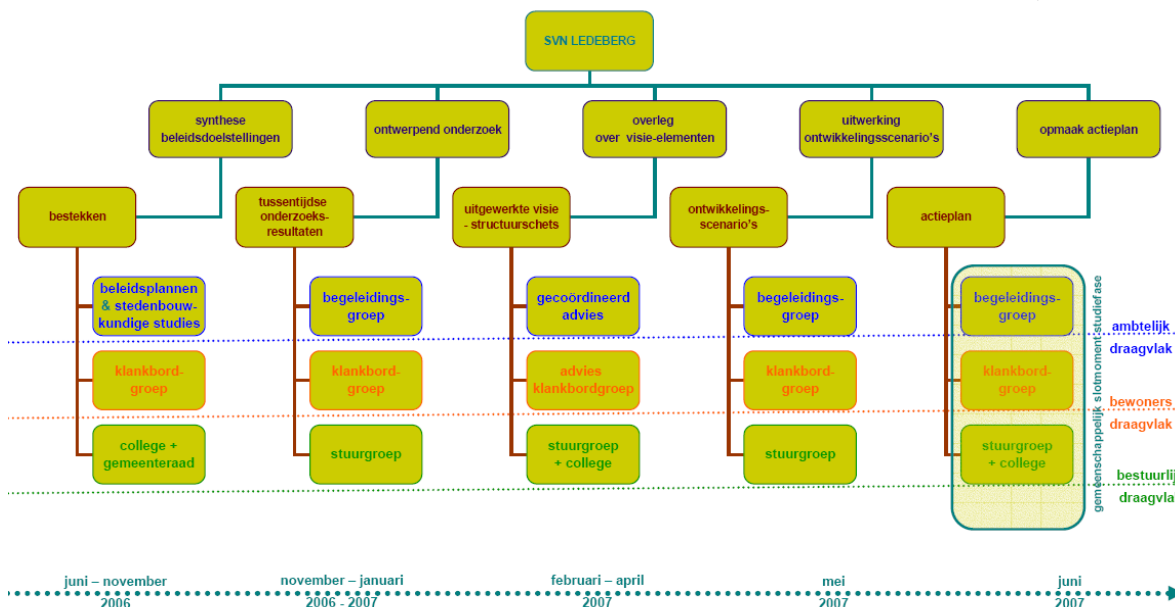 SVN LEDEBERG
synthese
beleidsdoelstellingen
ontwerpend onderzoek
overleg
over visie-elementen
uitwerking
ontwikkelingsscenario's
opmaak actieplan
bestekken
tussentijdse
onderzoeks-
resultaten
uitgewerkte visie
- structuurschets
ontwikkelings-
scenario's
actieplan
beleidsplannen
& stedenbouw-
kundige studies
begeleidings-
groep
gecoördineerd
advies
begeleidings-
groep
begeleidings-
groep
ambtelijk
draagvlak
klankbord-
groep
klankbord-
groep
advies
klankbordgroep
klankbord-
groep
klankbord-
groep
bewoners
draagvlak
college +
gemeenteraad
stuurgroep
stuurgroep
+ college
stuurgroep
stuurgroep
+ college
gemeenschappelijk slotmoment studiefase
bestuurlij
draagvla
juni – november
2006
november – januari
2006 - 2007
februari – april
2007
mei
2007
juni
2007